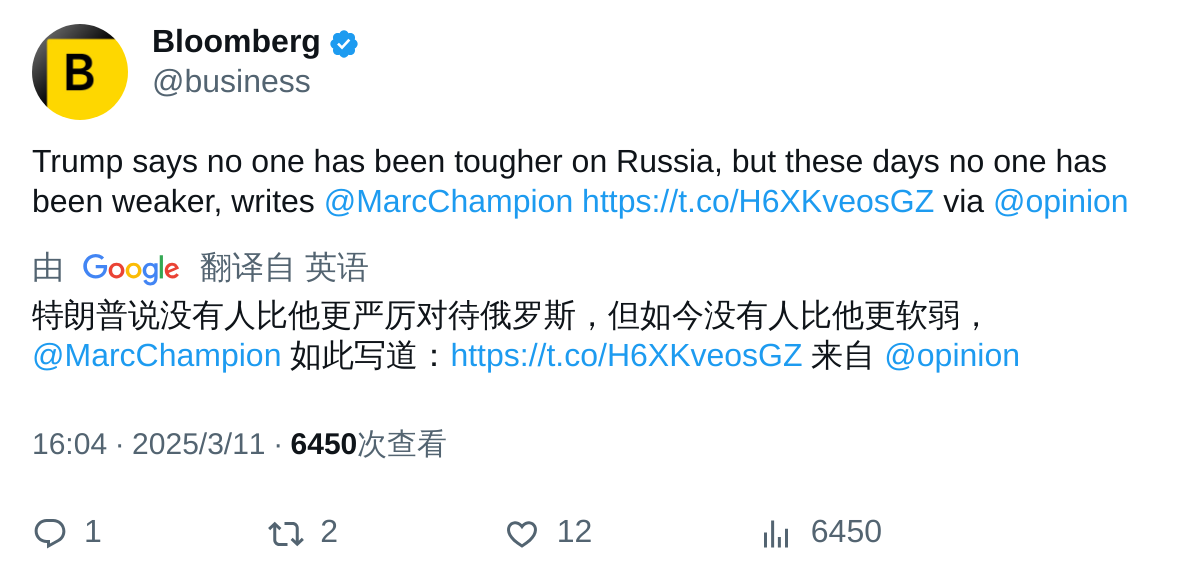 B
Bloomberg
@business
Trump says no one has been tougher on Russia, but these days no one has
been weaker, writes @MarcChampion https://t.co/H6XKveosGZ via @opinion
由 Google 翻译自 英语
特朗普说没有人比他更严厉对待俄罗斯，但如今没有人比他更软弱，
@MarcChampion 如此写道：https://t.co/H6XKveosGZ 来自 @opinion
16:04 · 2025/3/11 · 6450次查看
1 2 12 6450